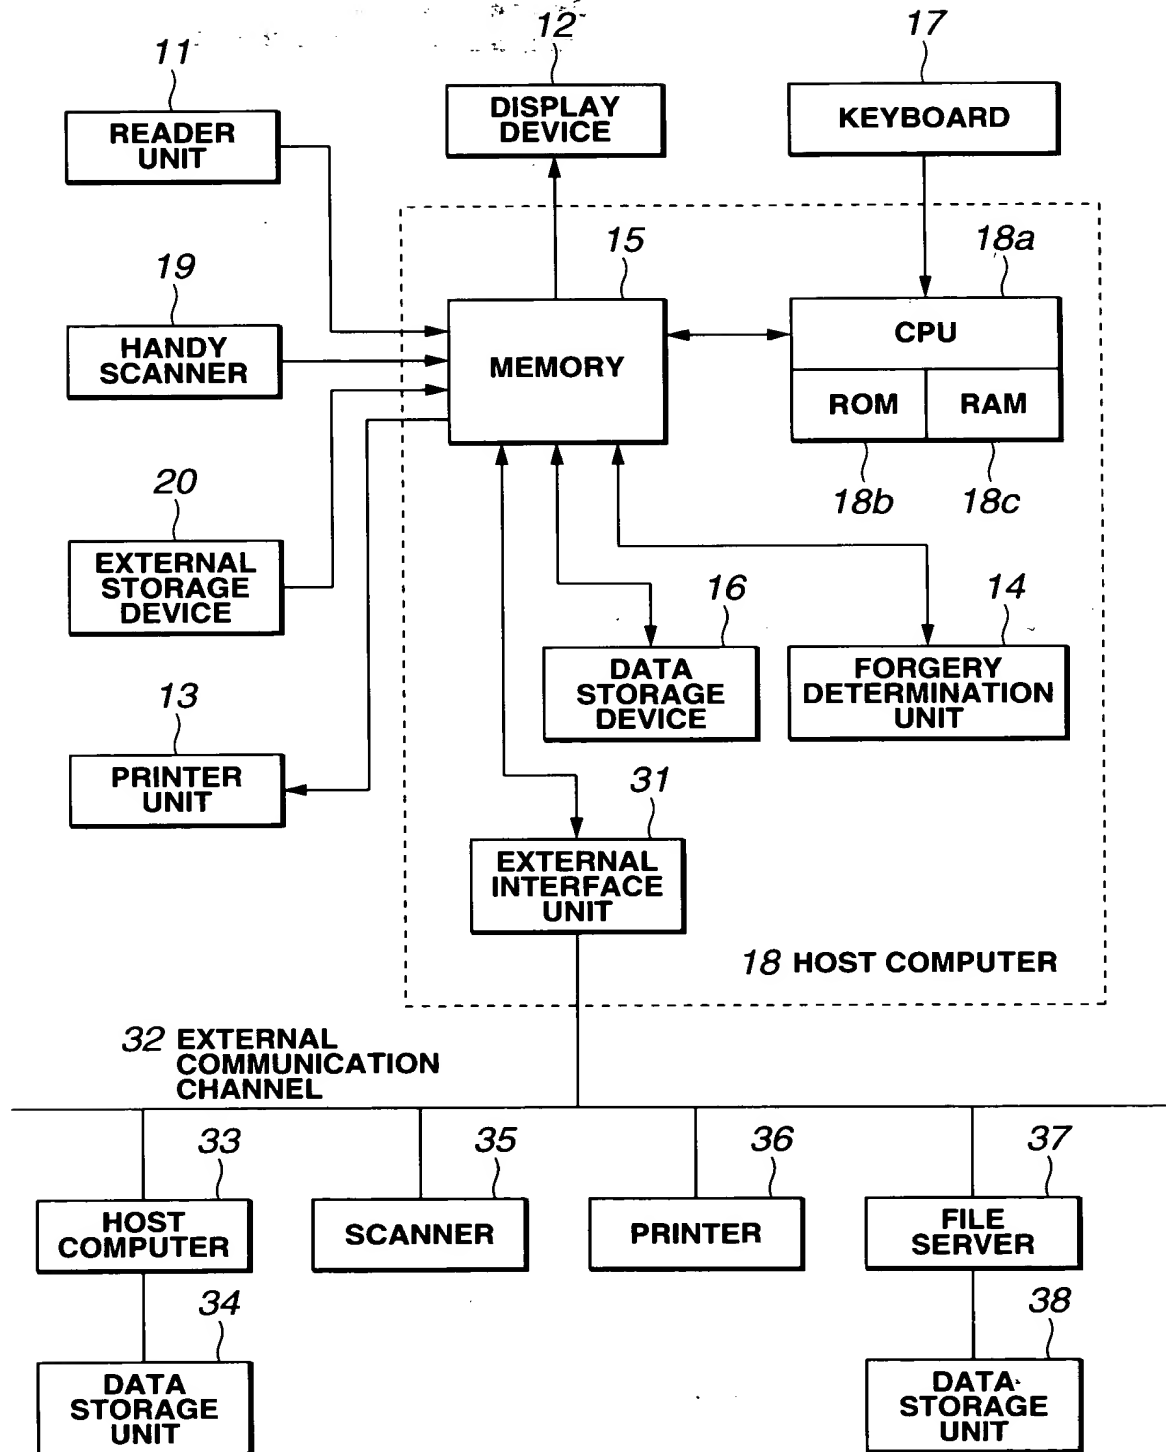 11
READER
UNIT
12
DISPLAY
DEVICE
17
KEYBOARD
19
HANDY
SCANNER
15
MEMORY
18a
CPU
ROM
RAM
18b
18c
20
EXTERNAL
STORAGE
DEVICE
16
DATA
STORAGE
DEVICE
14
FORGERY
DETERMINATION
UNIT
13
PRINTER
UNIT
31
EXTERNAL
INTERFACE
UNIT
18 HOST COMPUTER
32 EXTERNAL
COMMUNICATION
CHANNEL
33
HOST
COMPUTER
35
SCANNER
36
PRINTER
37
FILE
SERVER
34
DATA
STORAGE
UNIT
38
DATA
STORAGE
UNIT